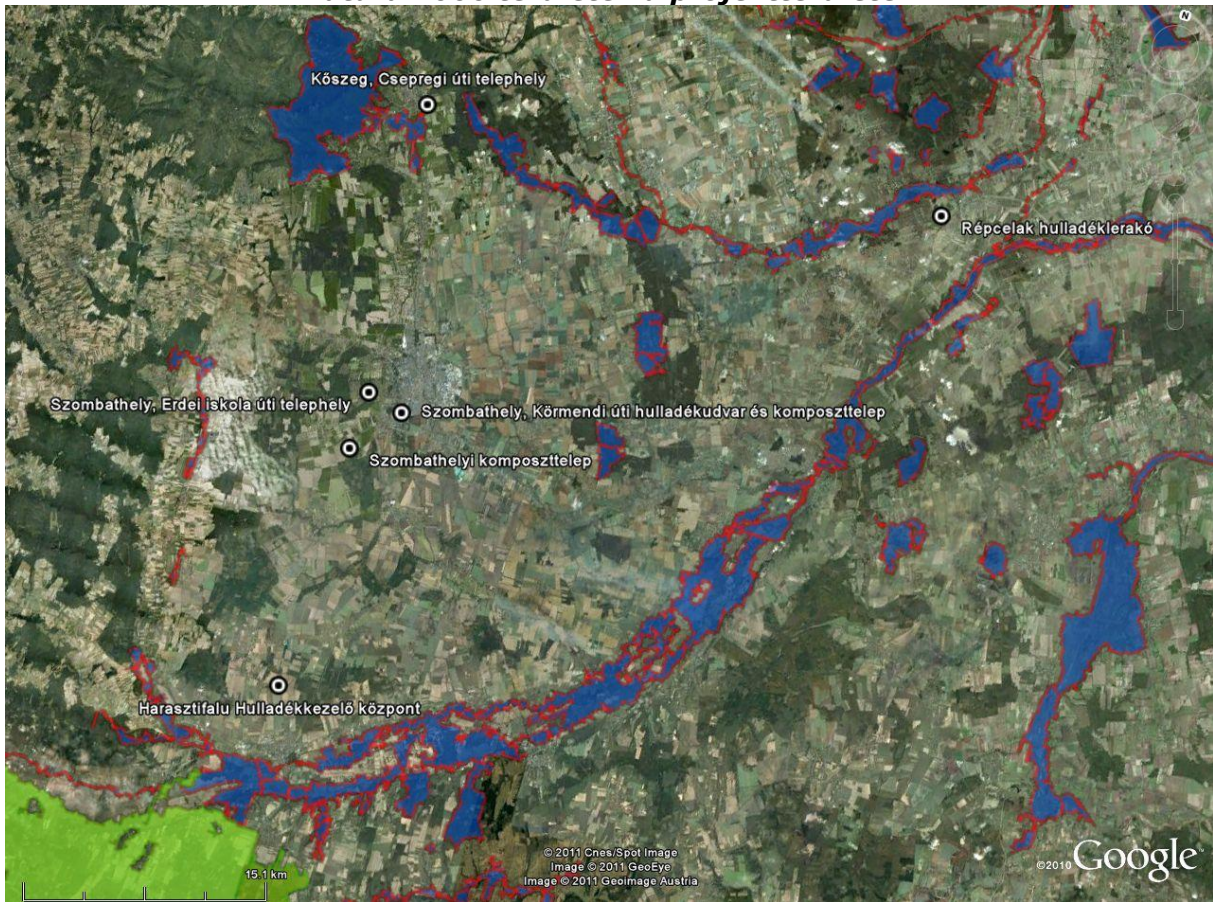 N
Kőszeg, Csepregi úti telephely
Répcelak hulladéklerakó
Szombathely, Erdei iskola úti telephely
Szombathely, Körmendi úti hulladékudvar és komposzttelep
Szombathelyi komposzttelep
Harasztifalu Hulladékkezelő központ
© 2011 Cnes/Spot Image
Image © 2011 GeoEye
Image © 2011 Geoimage Austria
©2010 Google
15.1 km